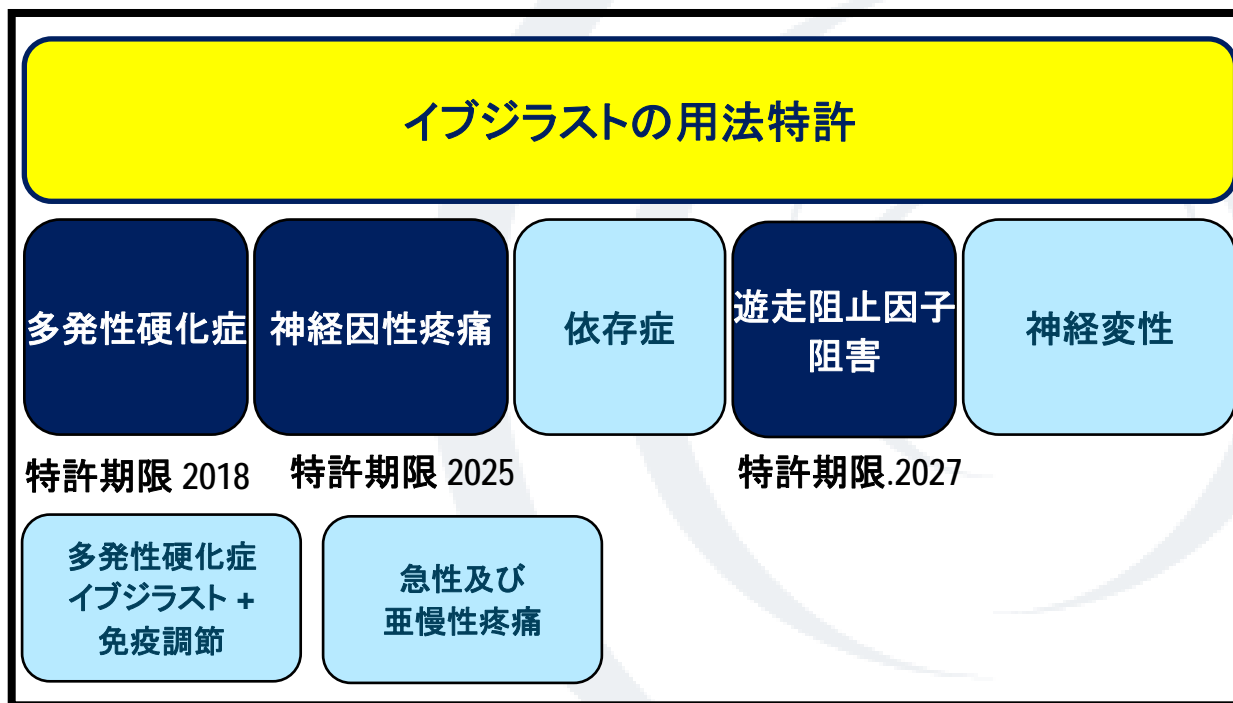 イブジラストの用法特許
多発性硬化症
神経因性疼痛
依存症
遊走阻止因子
阻害
神経変性
特許期限 2018
特許期限 2025
特許期限.2027
多発性硬化症
イブジラスト +
免疫調節
急性及び
亜慢性疼痛